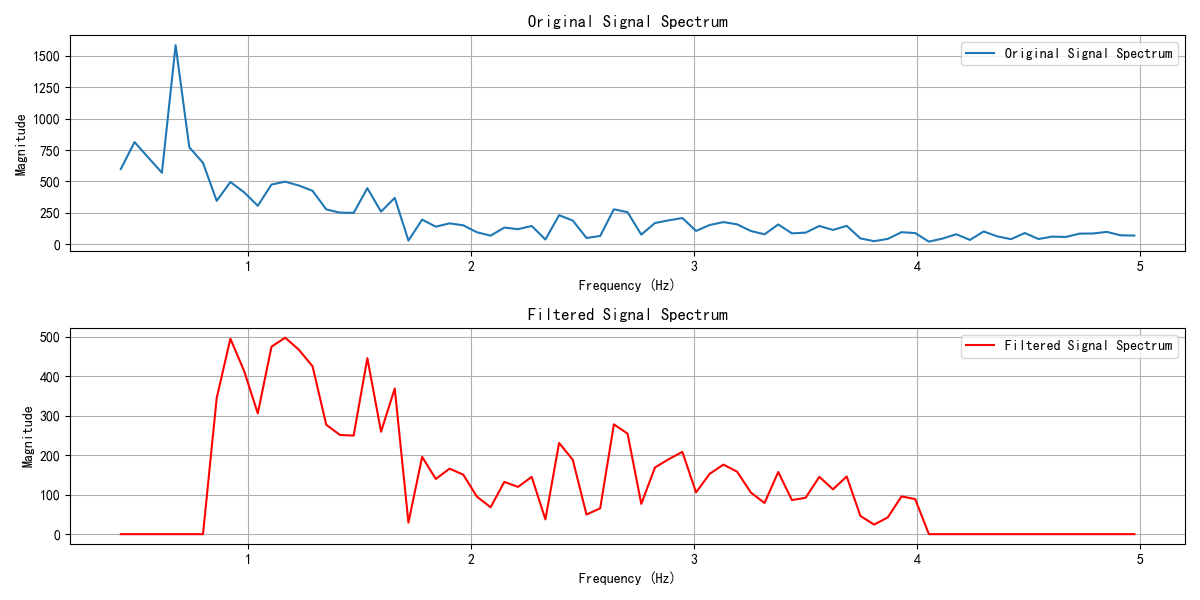 Original Signal Spectrum
Original Signal Spectrum
Magnitude
1500
1250
1000
750
500
250
0
1 2 3 4 5
Frequency (Hz)
Filtered Signal Spectrum
Filtered Signal Spectrum
Magnitude
500
400
300
200
100
0
1 2 3 4 5
Frequency (Hz)